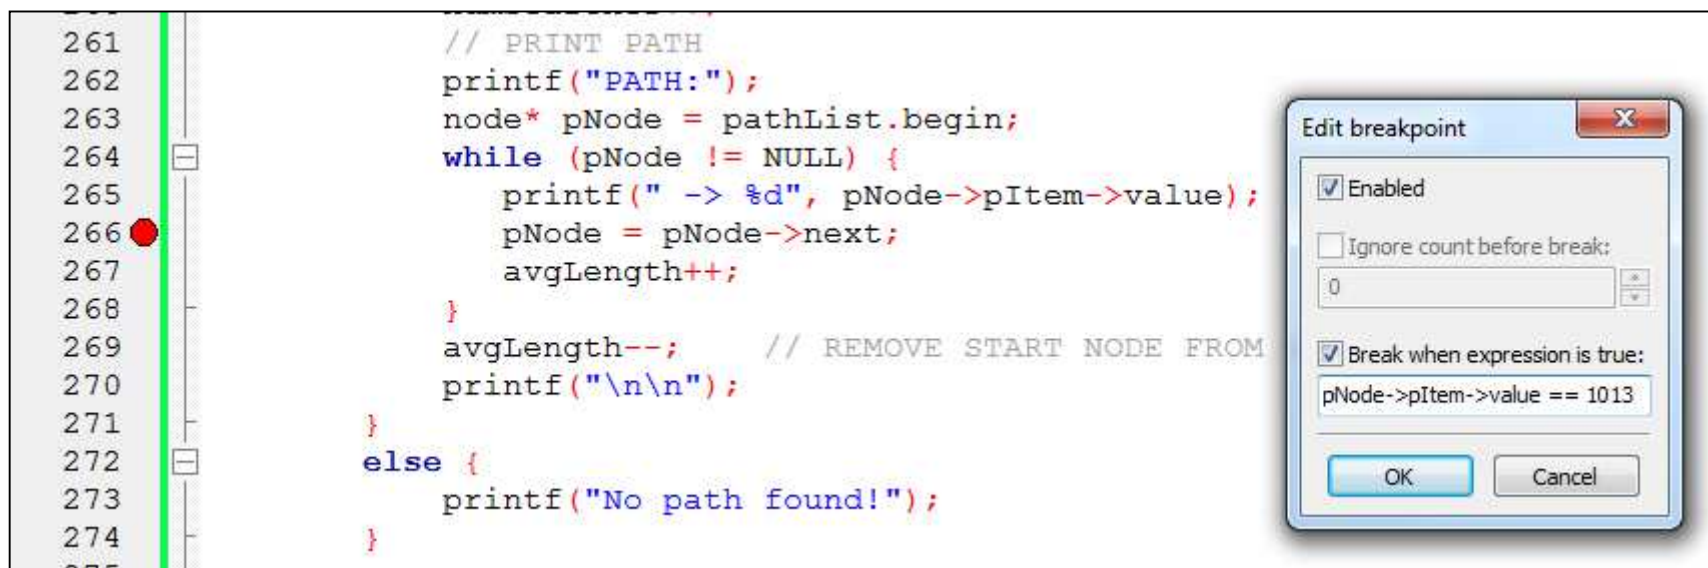 261 // PRINT PATH
262 printf("PATH:");
263 node* pNode = pathList.begin;
264 while (pNode != NULL) {
265 printf(" -> %d", pNode->pItem->value);
266 pNode = pNode->next;
267 avgLength++;
268 }
269 avgLength--; // REMOVE START NODE FROM
270 printf("\n\n");
271 }
272 else {
273 printf("No path found!");
274 }
Edit breakpoint
Enabled
Ignore count before break:
0
Break when expression is true:
pNode->pItem->value == 1013
OK Cancel